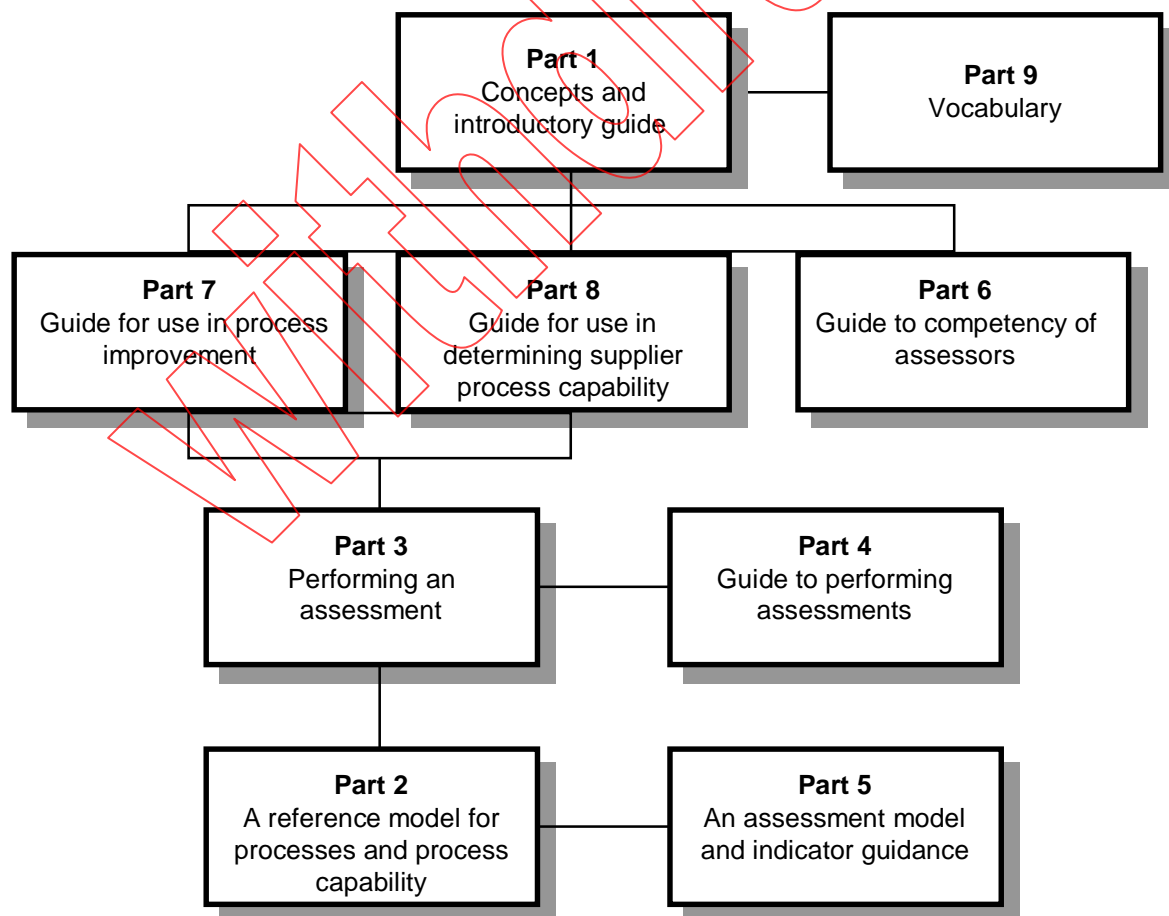 Part 1
Concepts and
introductory guide
Part 9
Vocabulary
Part 7
Guide for use in process
improvement
Part 8
Guide for use in
determining supplier
process capability
Part 6
Guide to competency of
assessors
Part 3
Performing an
assessment
Part 4
Guide to performing
assessments
Part 2
A reference model for
processes and process
capability
Part 5
An assessment model
and indicator guidance